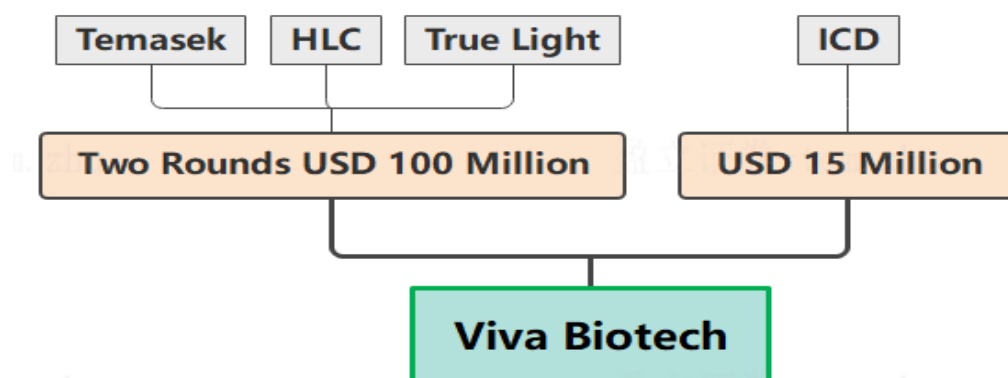 Temasek HLC True Light ICD
Two Rounds USD 100 Million USD 15 Million
Viva Biotech